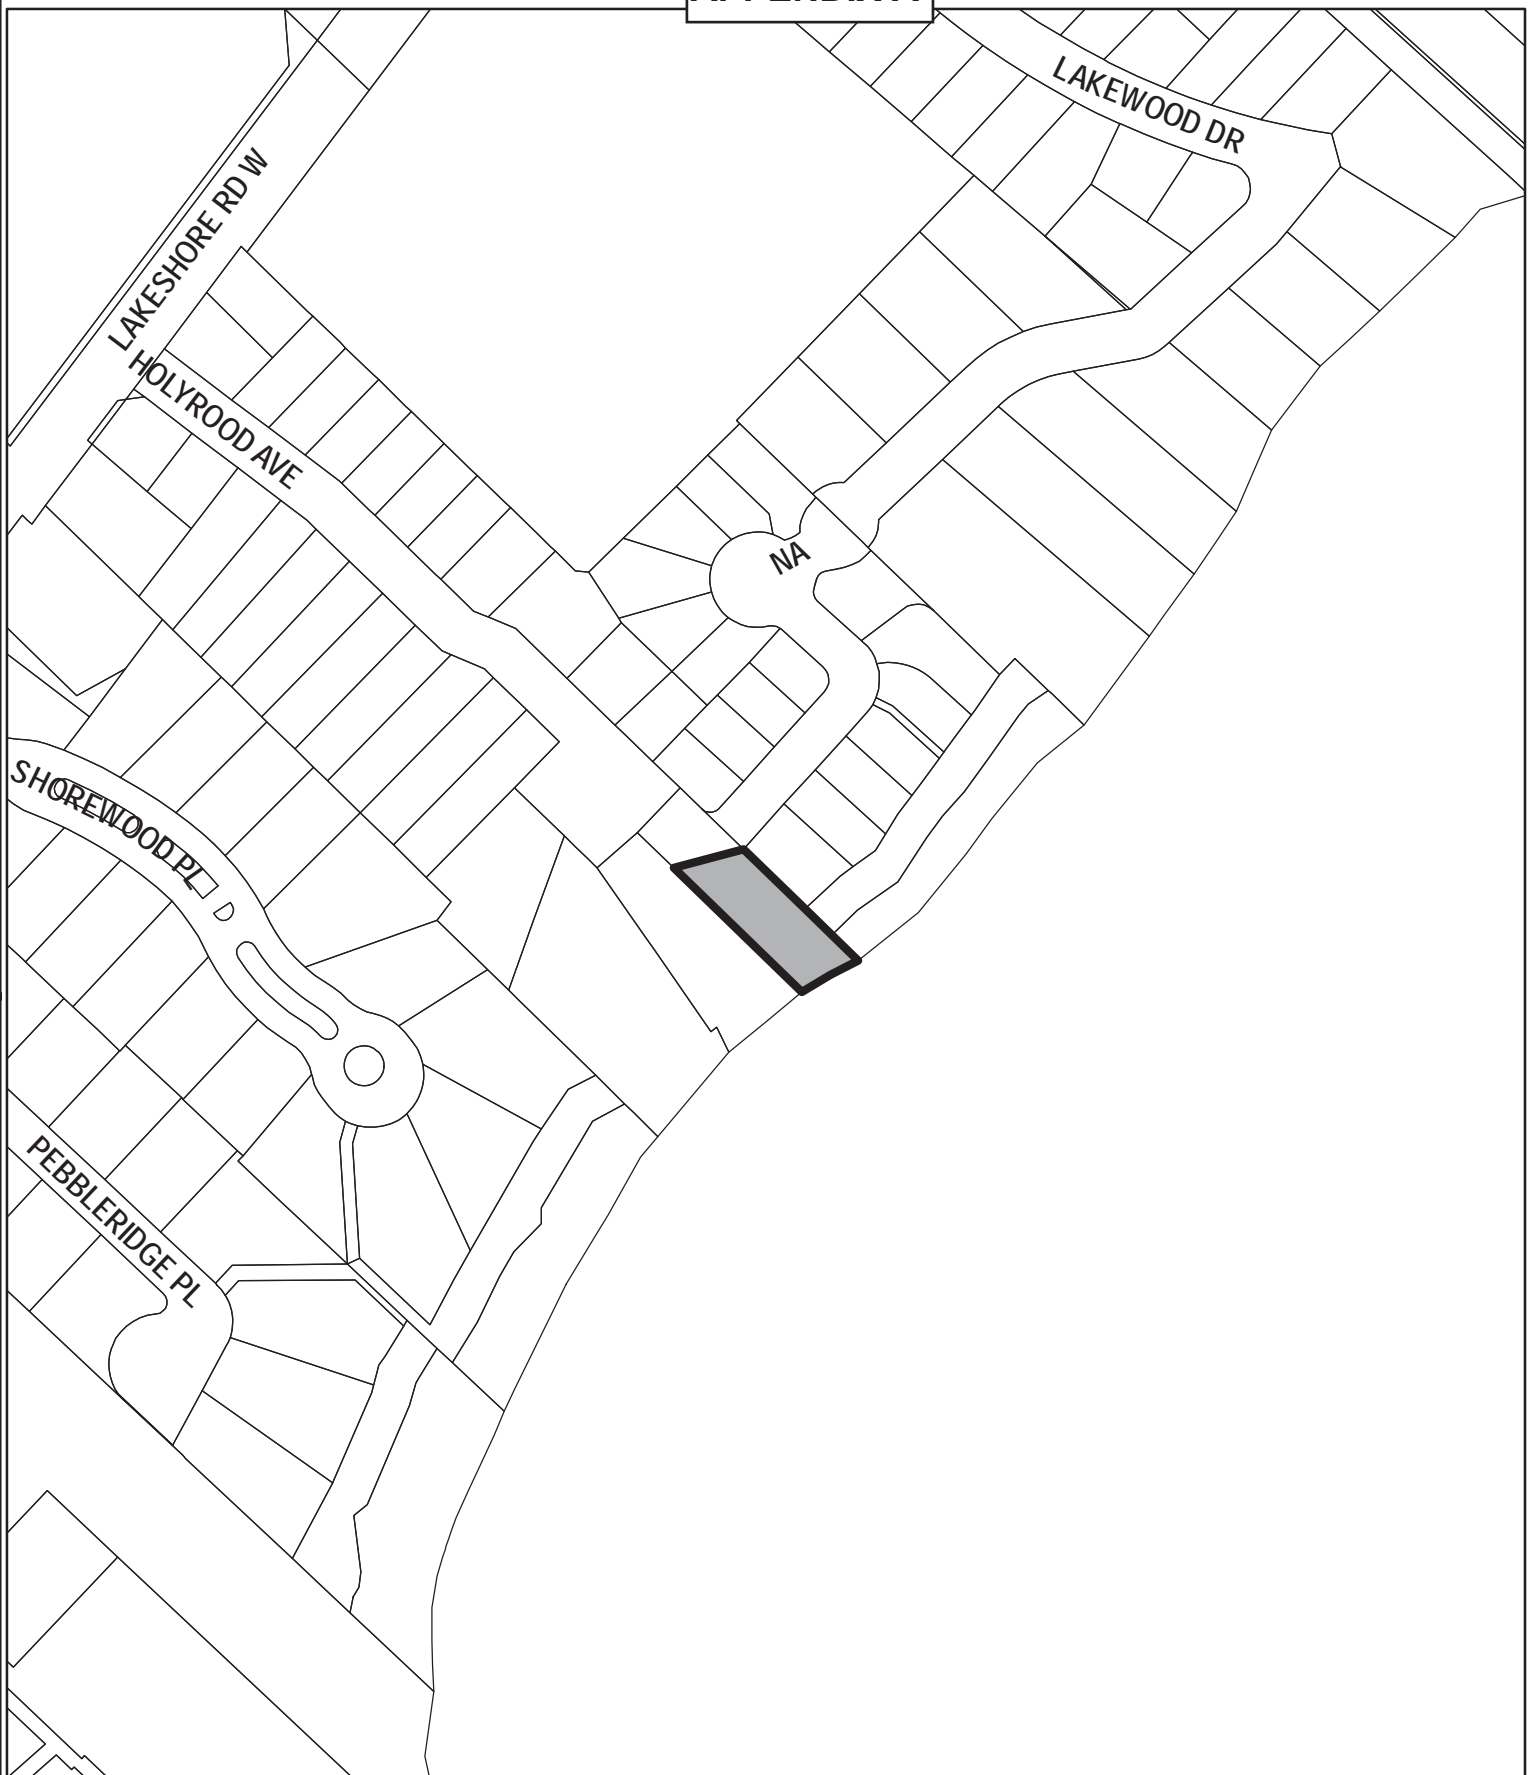 LAKEWOOD DR
LAKESHORE RD W
HOLYROOD AVE
NA
SHOREWOOD PL
PEBBLERIDGE PL